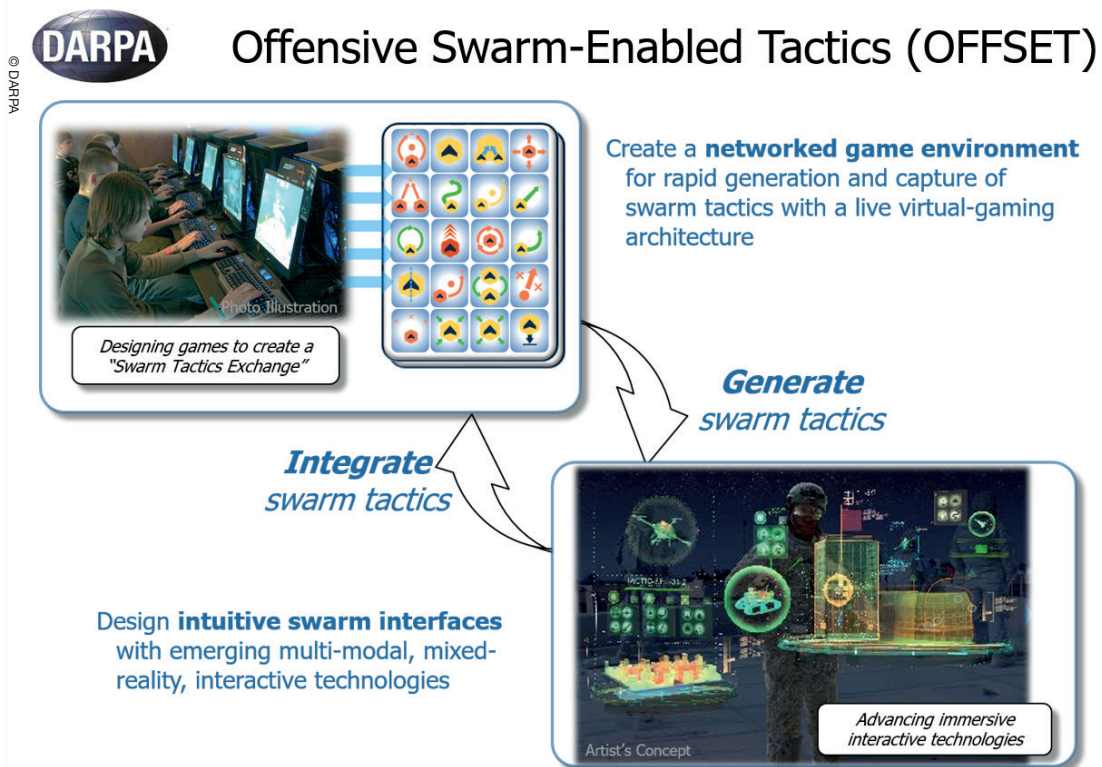 DARPA
Offensive Swarm-Enabled Tactics (OFFSET)
© DARPA
Create a networked game environment
for rapid generation and capture of
swarm tactics with a live virtual-gaming
architecture
Photo Illustration
Designing games to create a
"Swarm Tactics Exchange"
Generate
swarm tactics
Integrate
swarm tactics
Design intuitive swarm interfaces
with emerging multi-modal, mixed-
reality, interactive technologies
Artist's Concept
Advancing immersive
interactive technologies